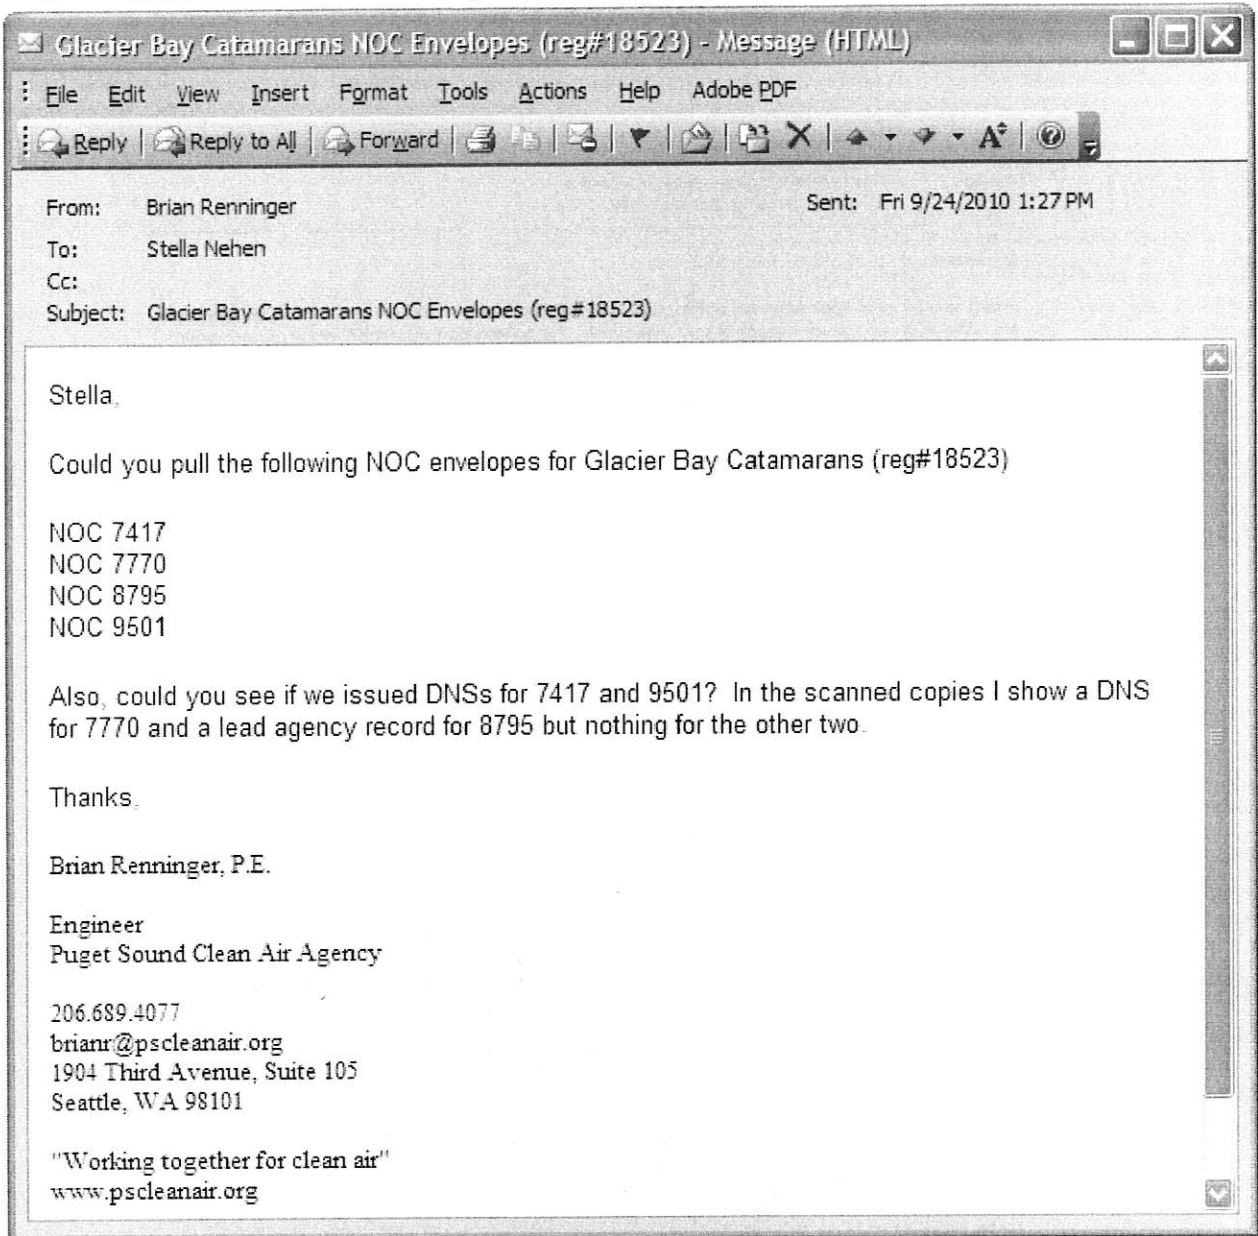 Glacier Bay Catamarans NOC Envelopes (reg#18523) - Message (HTML)
File Edit View Insert Format Tools Actions Help Adobe PDF
Reply Reply to All Forward
From: Brian Renninger Sent: Fri 9/24/2010 1:27 PM
To: Stella Nehen
Cc:
Subject: Glacier Bay Catamarans NOC Envelopes (reg#18523)
Stella,
Could you pull the following NOC envelopes for Glacier Bay Catamarans (reg#18523)
NOC 7417
NOC 7770
NOC 8795
NOC 9501
Also, could you see if we issued DNSs for 7417 and 9501? In the scanned copies I show a DNS
for 7770 and a lead agency record for 8795 but nothing for the other two.
Thanks,
Brian Renninger, P.E.
Engineer
Puget Sound Clean Air Agency
206.689.4077
brianr@pscleanair.org
1904 Third Avenue, Suite 105
Seattle, WA 98101
"Working together for clean air"
www.pscleanair.org